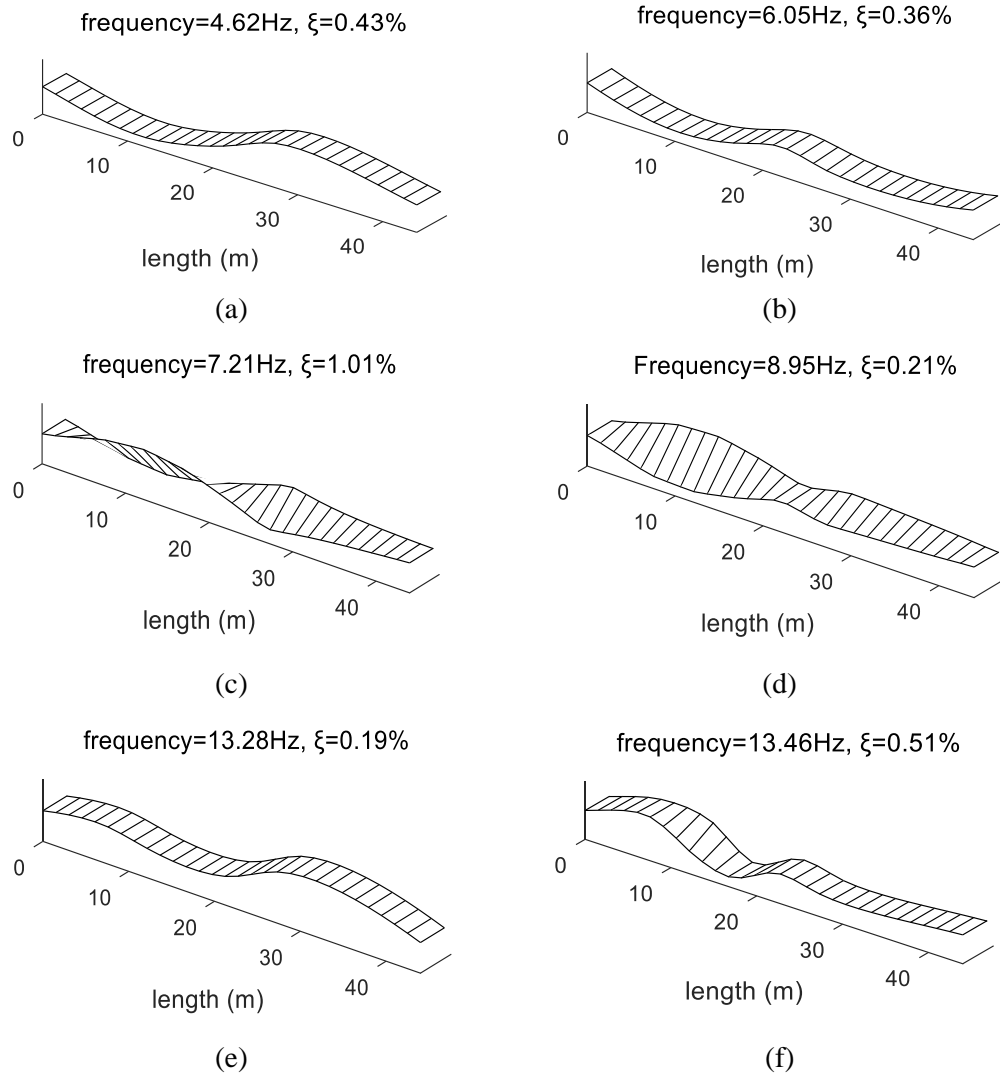 frequency=4.62Hz, ξ=0.43%
0
10
20
30
40
length (m)
(a)
frequency=6.05Hz, ξ=0.36%
0
10
20
30
40
length (m)
(b)
frequency=7.21Hz, ξ=1.01%
0
10
20
30
40
length (m)
(c)
Frequency=8.95Hz, ξ=0.21%
0
10
20
30
40
length (m)
(d)
frequency=13.28Hz, ξ=0.19%
0
10
20
30
40
length (m)
(e)
frequency=13.46Hz, ξ=0.51%
0
10
20
30
40
length (m)
(f)